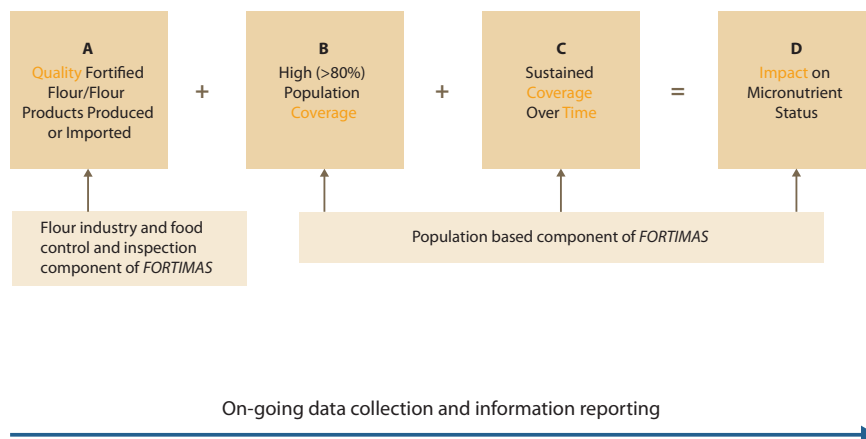 A
Quality Fortified
Flour/Flour
Products Produced
or Imported
+
B
High (>80%)
Population
Coverage
+
C
Sustained
Coverage
Over Time
=
D
Impact on
Micronutrient
Status
Flour industry and food
control and inspection
component of FORTIMAS
Population based component of FORTIMAS
On-going data collection and information reporting